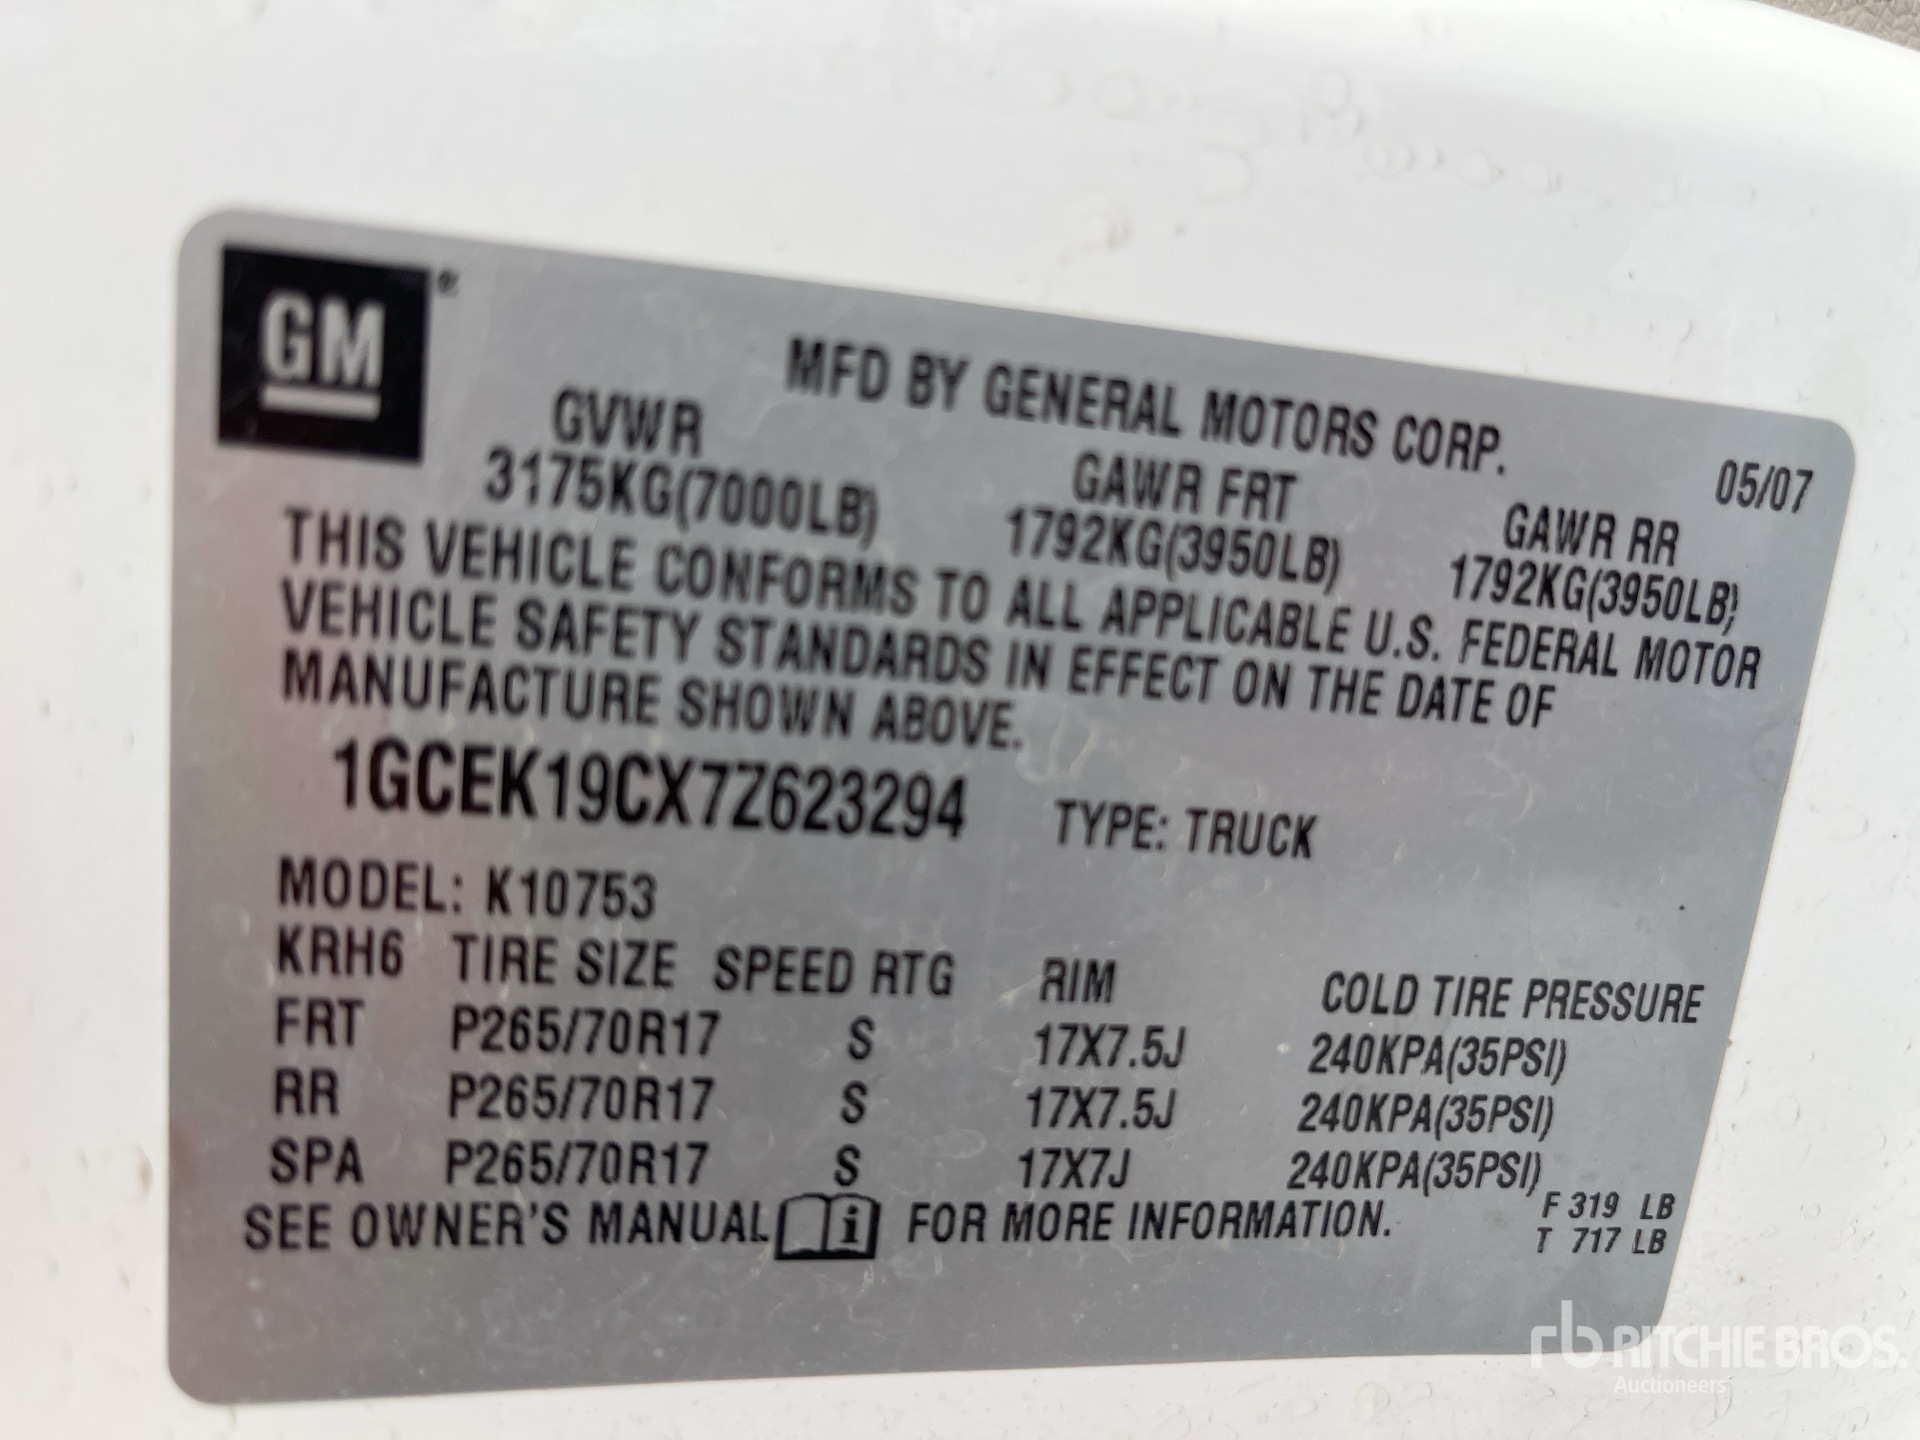 GM®
MFD BY GENERAL MOTORS CORP.
05/07
GVWR GAWR FRT GAWR RR
3175KG(7000LB) 1792KG(3950LB) 1792KG(3950LB)
THIS VEHICLE CONFORMS TO ALL APPLICABLE U.S. FEDERAL MOTOR
VEHICLE SAFETY STANDARDS IN EFFECT ON THE DATE OF
MANUFACTURE SHOWN ABOVE.
1GCEK19CX7Z623294 TYPE: TRUCK
MODEL: K10753
KRH6 TIRE SIZE SPEED RTG RIM COLD TIRE PRESSURE
FRT P265/70R17 S 17X7.5J 240KPA(35PSI)
RR P265/70R17 S 17X7.5J 240KPA(35PSI)
SPA P265/70R17 S 17X7J 240KPA(35PSI)
SEE OWNER'S MANUAL i FOR MORE INFORMATION.
F 319 LB
T 717 LB
rb RITCHIE BROS.
Auctioneers